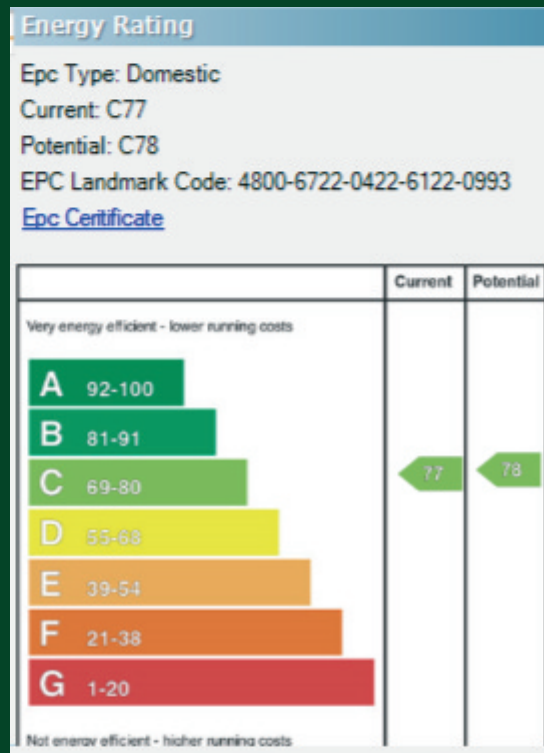 Energy Rating
Epc Type: Domestic
Current: C77
Potential: C78
EPC Landmark Code: 4800-6722-0422-6122-0993
Epc Ceritificate
Current Potential
Very energy efficient - lower running costs
A 92-100
B 81-91
C 69-80
77 78
D 55-68
E 39-54
F 21-38
G 1-20
Not energy efficient - higher running costs